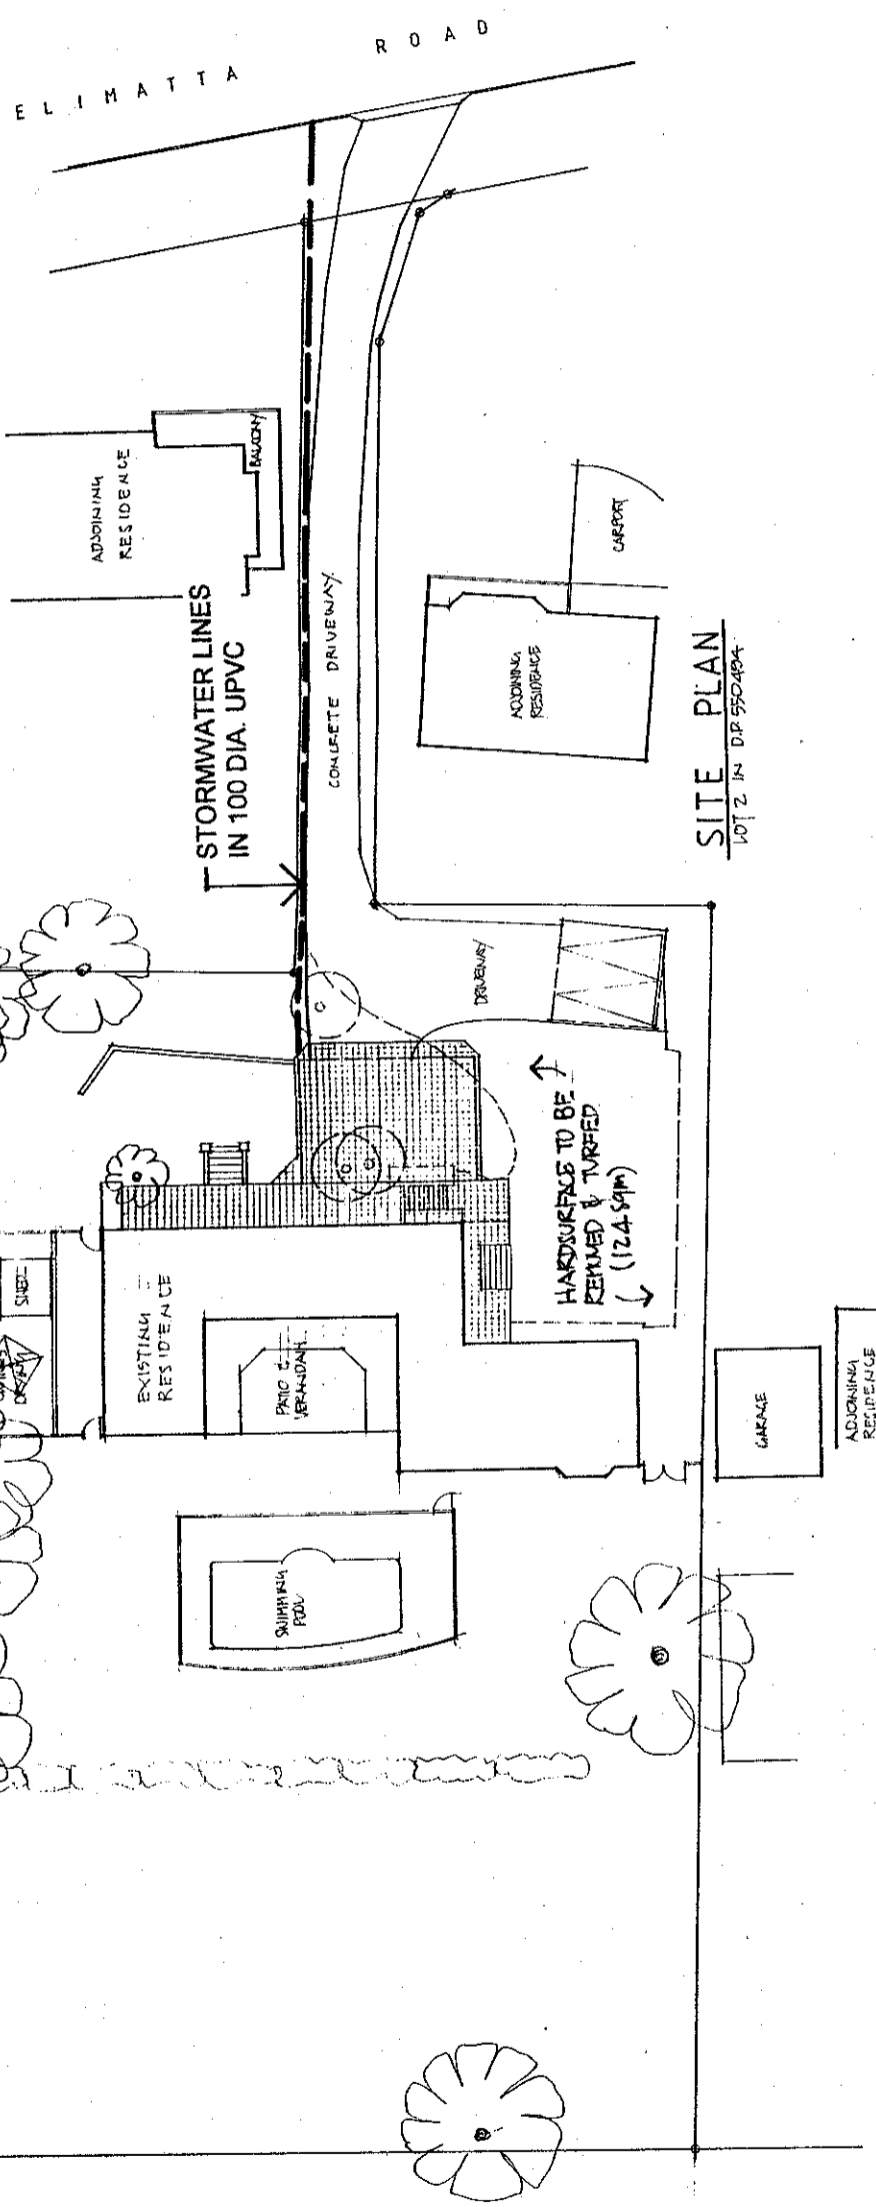 ELIMATTA ROAD
ADJOINING
RESIDENCE
BALCONY
STORMWATER LINES
IN 100 DIA. UPVC
CONCRETE DRIVEWAY
CARPORT
ADJOINING
RESIDENCE
SITE PLAN
LOT 2 IN D.P. 550494
DRIVEWAY
HARDSURFACE TO BE
REMOVED & TURFED
(124 sqm)
EXISTING
RESIDENCE
PATIO &
VERANDAH
GARAGE
ADJOINING
RESIDENCE
SWIMMING
POOL